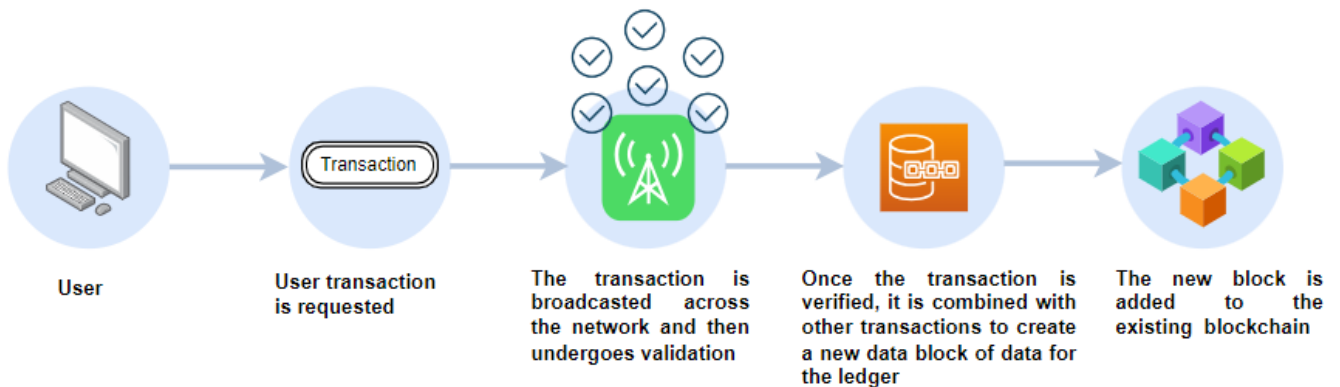 Transaction
User
User transaction
is requested
The transaction is
broadcasted across
the network and then
undergoes validation
Once the transaction is
verified, it is combined with
other transactions to create
a new data block of data for
the ledger
The new block is
added to the
existing blockchain